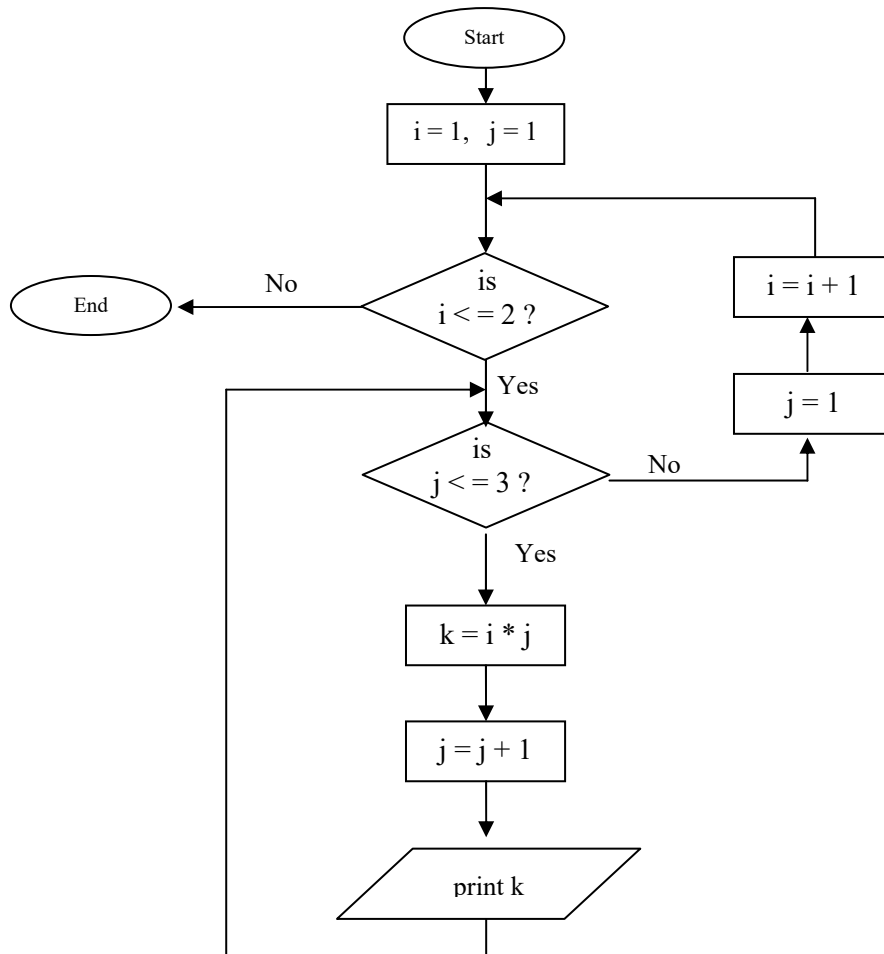 Start
i = 1, j = 1
No
is
i < = 2 ?
End
i = i + 1
Yes
j = 1
is
j < = 3 ?
No
Yes
k = i * j
j = j + 1
print k